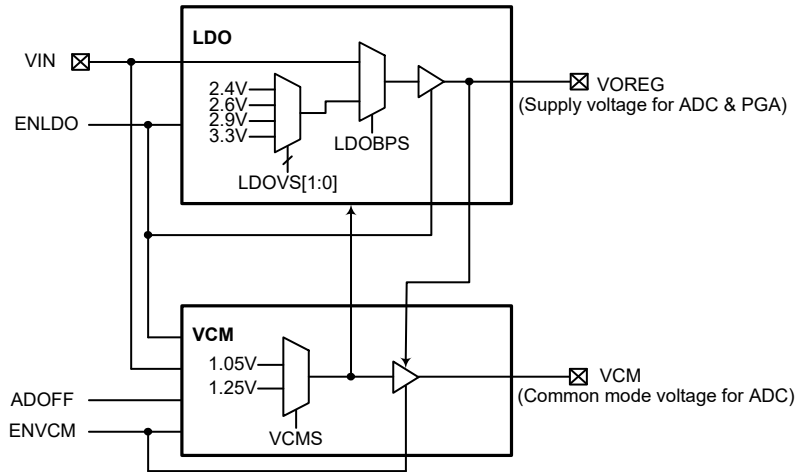 LDO
VIN
2.4V
2.6V
2.9V
3.3V
VOREG
(Supply voltage for ADC & PGA)
ENLDO
LDOBPS
LDOVS[1:0]
VCM
1.05V
1.25V
VCM
(Common mode voltage for ADC)
ADOFF
ENVCM
VCMS